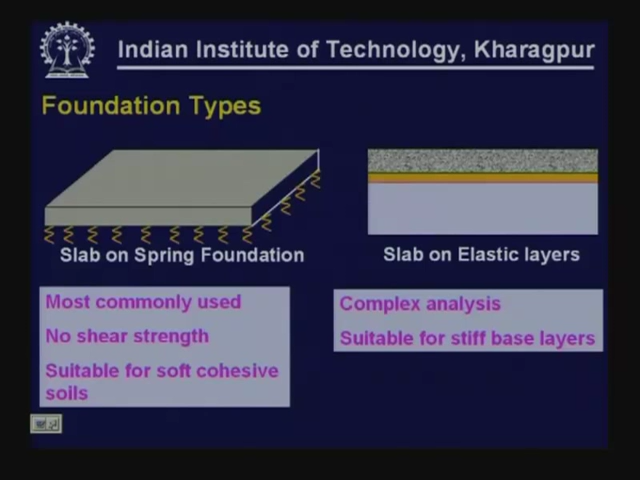 Indian Institute of Technology, Kharagpur
Foundation Types
Slab on Spring Foundation
Slab on Elastic layers
Most commonly used
No shear strength
Suitable for soft cohesive
soils
Complex analysis
Suitable for stiff base layers